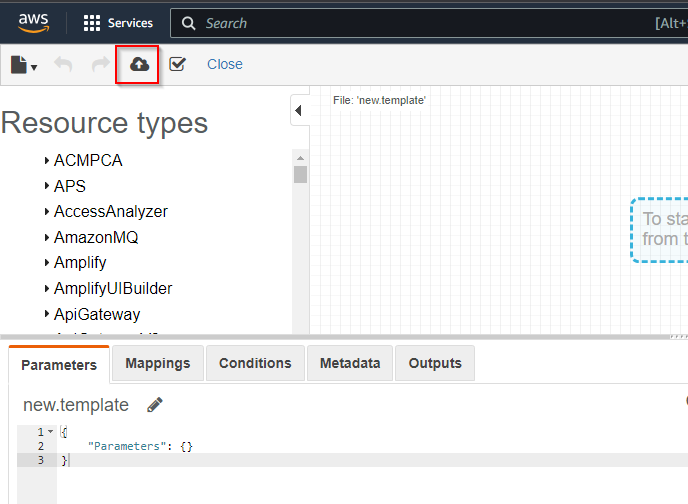 aws
Services
Search
[Alt+
Close
File: 'new.template'
Resource types
ACMPCA
APS
AccessAnalyzer
AmazonMQ
Amplify
AmplifyUIBuilder
ApiGateway
To sta
from t
Parameters
Mappings
Conditions
Metadata
Outputs
new.template
1 {
2 "Parameters": {}
3 }